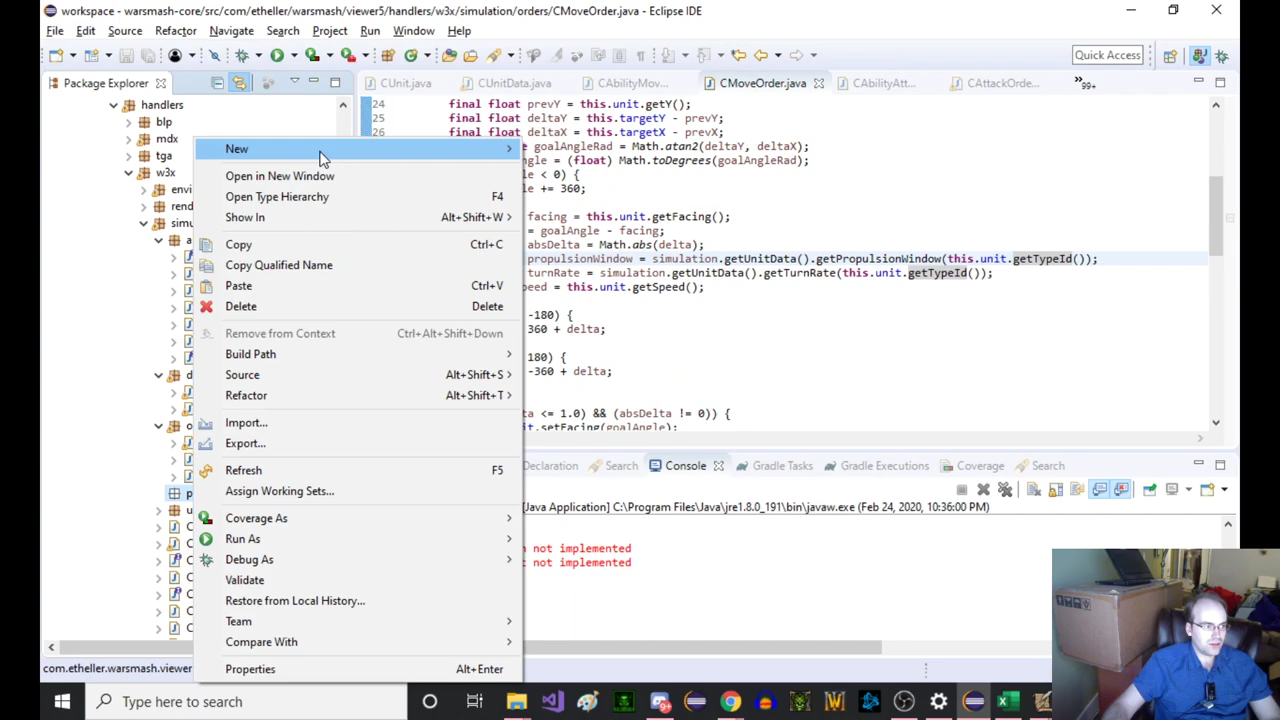 workspace - warsmash-core/src/com/etheller/warsmash/viewer5/handlers/w3x/simulation/orders/CMoveOrder.java - Eclipse IDE
File Edit Source Refactor Navigate Search Project Run Window Help
Quick Access
Package Explorer
CUnit.java CUnitData.java CAbilityMov... CMoveOrder.java CAbilityAtt... CAttackOrde... 99+
handlers
blp
mdx
tga
w3x
envi
rend
simu
24 final float prevY = this.unit.getY();
25 final float deltaY = this.targetY - prevY;
26 final float deltaX = this.targetX - prevX;
goalAngleRad = Math.atan2(deltaY, deltaX);
= (float) Math.toDegrees(goalAngleRad);
< 0) {
+= 360;
facing = this.unit.getFacing();
= goalAngle - facing;
absDelta = Math.abs(delta);
propulsionWindow = simulation.getUnitData().getPropulsionWindow(this.unit.getTypeId());
turnRate = simulation.getUnitData().getTurnRate(this.unit.getTypeId());
= this.unit.getSpeed();
-180) {
360 + delta;
180) {
-360 + delta;
<= 1.0) && (absDelta != 0)) {
.setFacing(goalAngle);
New
Open in New Window
Open Type Hierarchy F4
Show In Alt+Shift+W
Copy Ctrl+C
Copy Qualified Name
Paste Ctrl+V
Delete Delete
Remove from Context Ctrl+Alt+Shift+Down
Build Path
Source Alt+Shift+S
Refactor Alt+Shift+T
Import...
Export...
Refresh F5
Assign Working Sets...
Coverage As
Run As
Debug As
Validate
Restore from Local History...
Team
Compare With
Properties Alt+Enter
Declaration Search Console Gradle Tasks Gradle Executions Coverage Search
[Java Application] C:\Program Files\Java\jre1.8.0_191\bin\javaw.exe (Feb 24, 2020, 10:36:00 PM)
not implemented
not implemented
com.etheller.warsmash.viewer
Type here to search